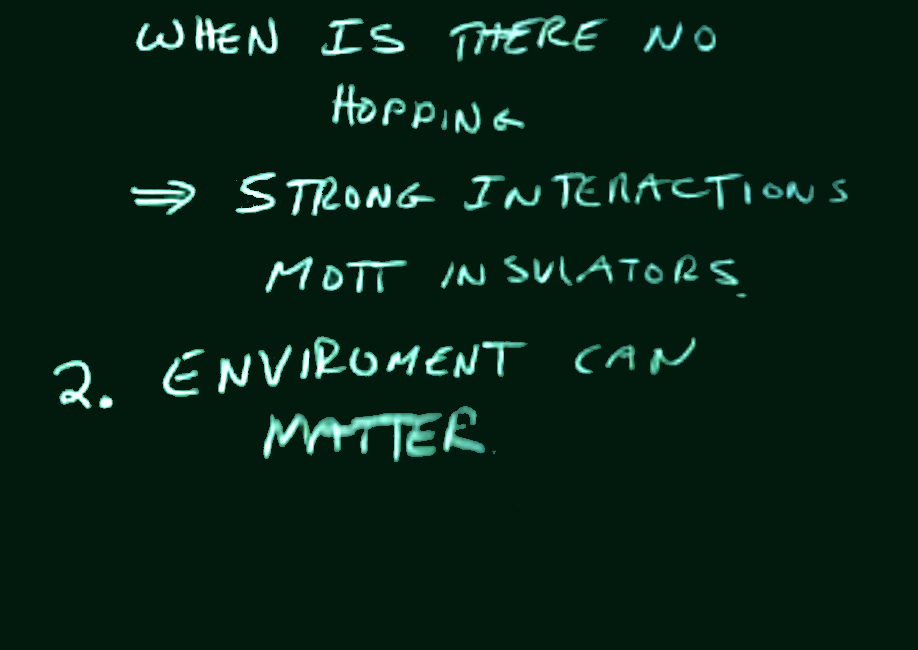 WHEN IS THERE NO
HOPPING
⇒ STRONG INTERACTIONS
MOTT INSULATORS.
2. ENVIROMENT CAN
MATTER.